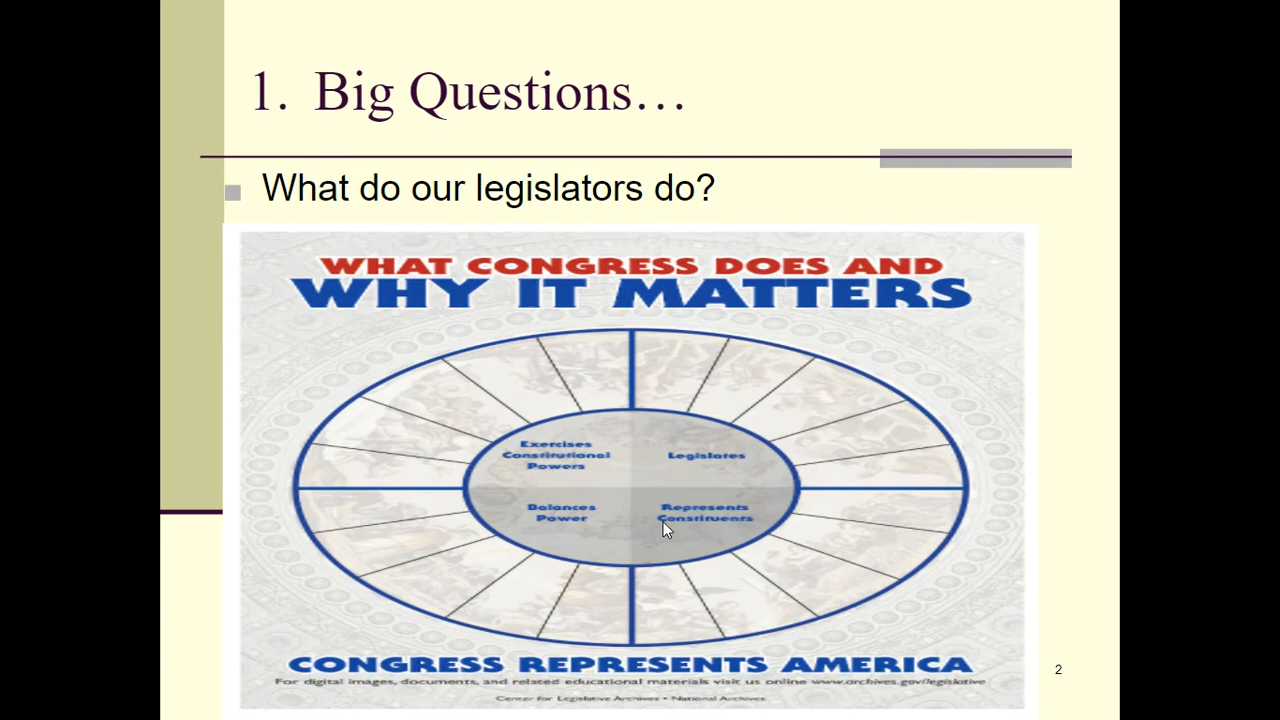 1. Big Questions…
What do our legislators do?
WHAT CONGRESS DOES AND
WHY IT MATTERS
Exercises
Constitutional
Powers
Legislates
Balances
Power
Represents
Constituents
CONGRESS REPRESENTS AMERICA
For digital images, documents, and related educational materials visit us online www.archives.gov/legislative
Center for Legislative Archives • National Archives
2